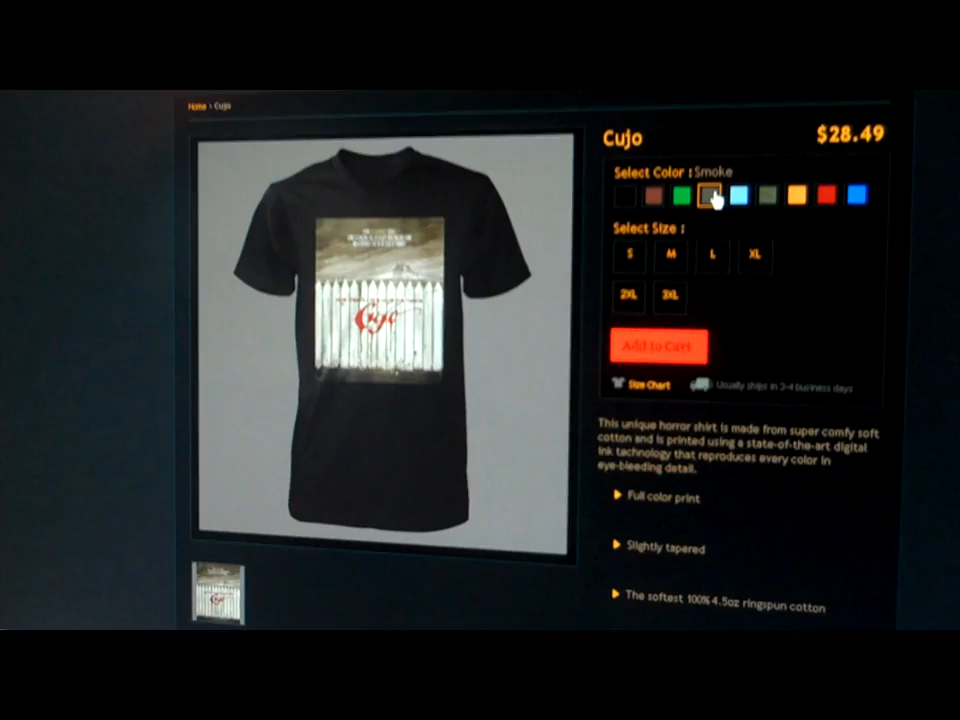 Home › Cujo
Cujo
$28.49
Select Color : Smoke
Select Size :
S
M
L
XL
2XL
3XL
Cujo
Add to Cart
Size Chart
Usually ships in 2-4 business days
This unique horror shirt is made from super comfy soft
cotton and is printed using a state-of-the-art digital
ink technology that reproduces every color in
eye-bleeding detail.
Full color print
Slightly tapered
The softest 100% 4.5oz ringspun cotton